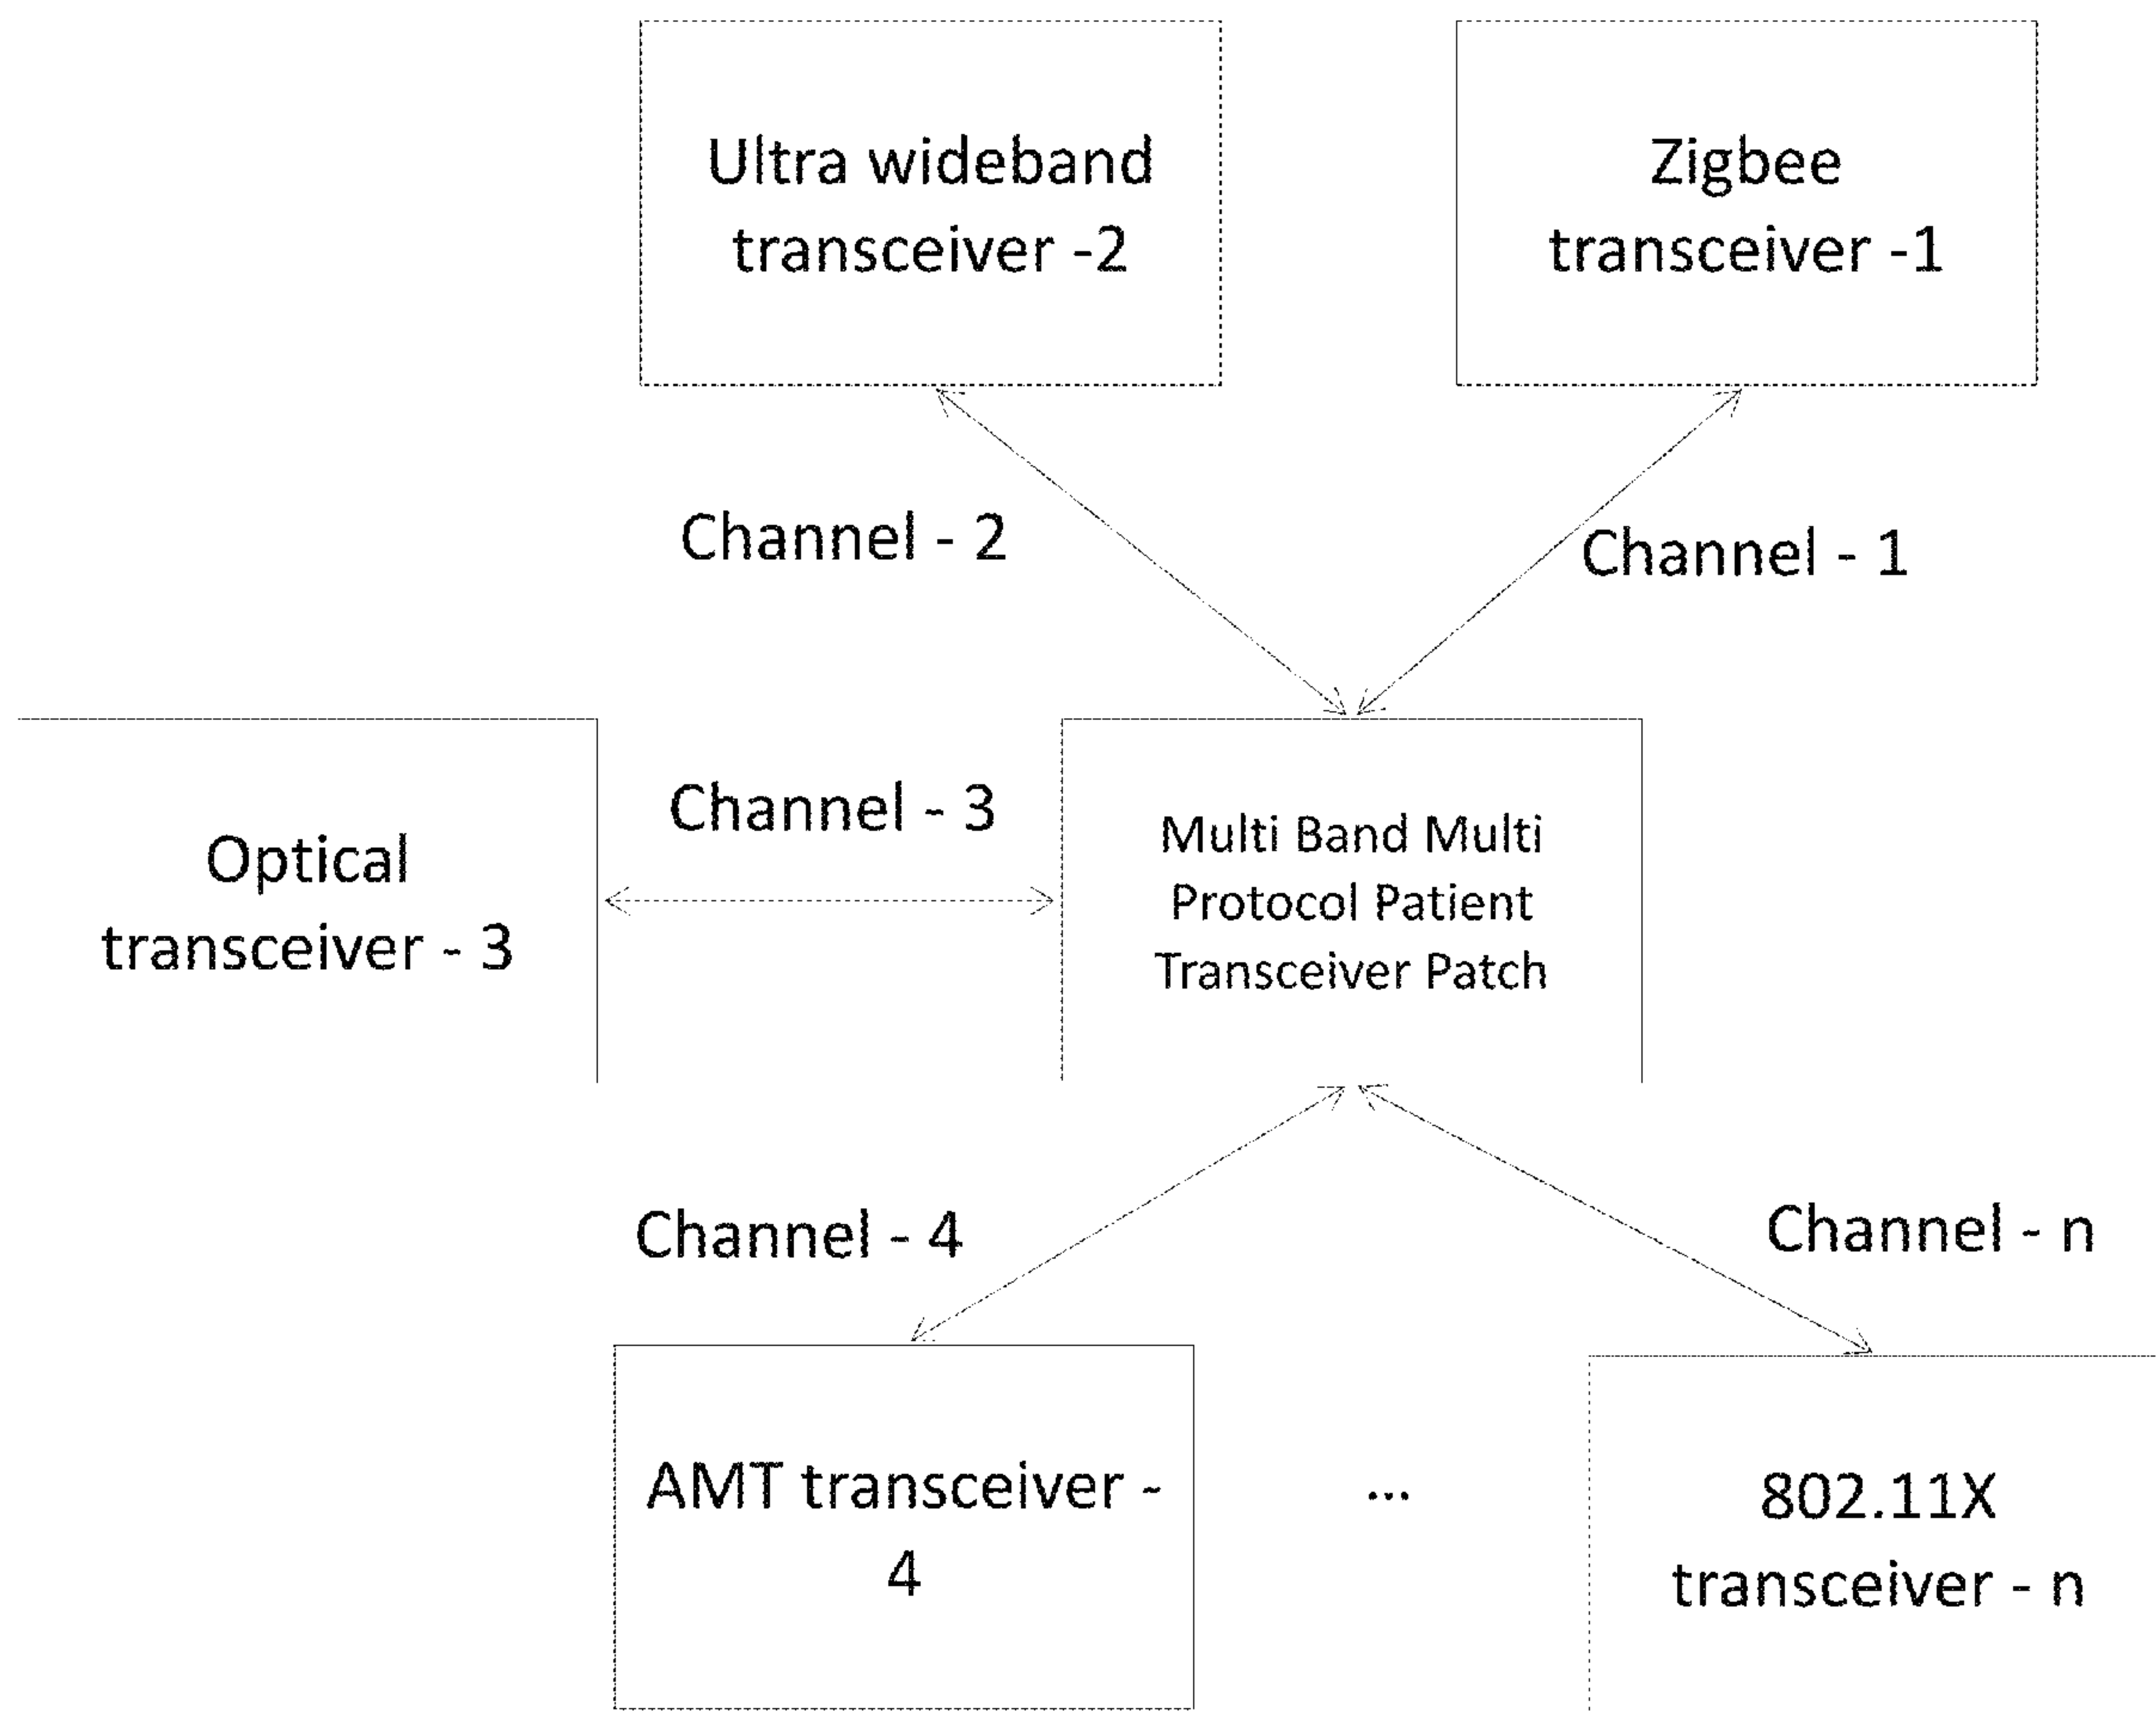 Ultra wideband
transceiver -2
Zigbee
transceiver -1
Channel - 2
Channel - 1
Optical
transceiver - 3
Channel - 3
Multi Band Multi
Protocol Patient
Transceiver Patch
Channel - 4
Channel - n
AMT transceiver -
4
...
802.11X
transceiver - n